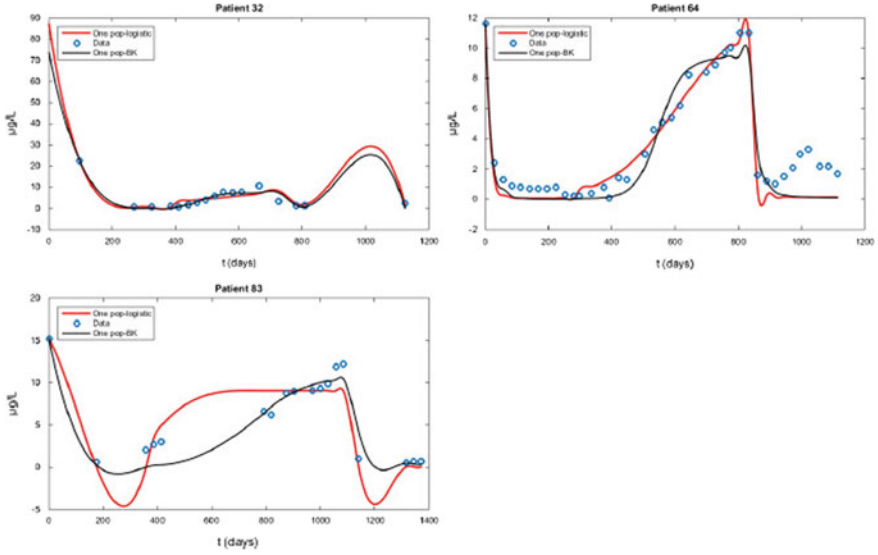 Patient 32
90
80
70
60
50
40
30
20
10
0
-10
µg/L
One pop-logistic
Data
One pop-BK
0 200 400 600 800 1000 1200
t (days)
Patient 64
12
10
8
6
4
2
0
-2
µg/L
One pop-logistic
Data
One pop-BK
0 200 400 600 800 1000 1200
t (days)
Patient 83
20
15
10
5
0
-5
µg/L
One pop-logistic
Data
One pop-BK
0 200 400 600 800 1000 1200 1400
t (days)